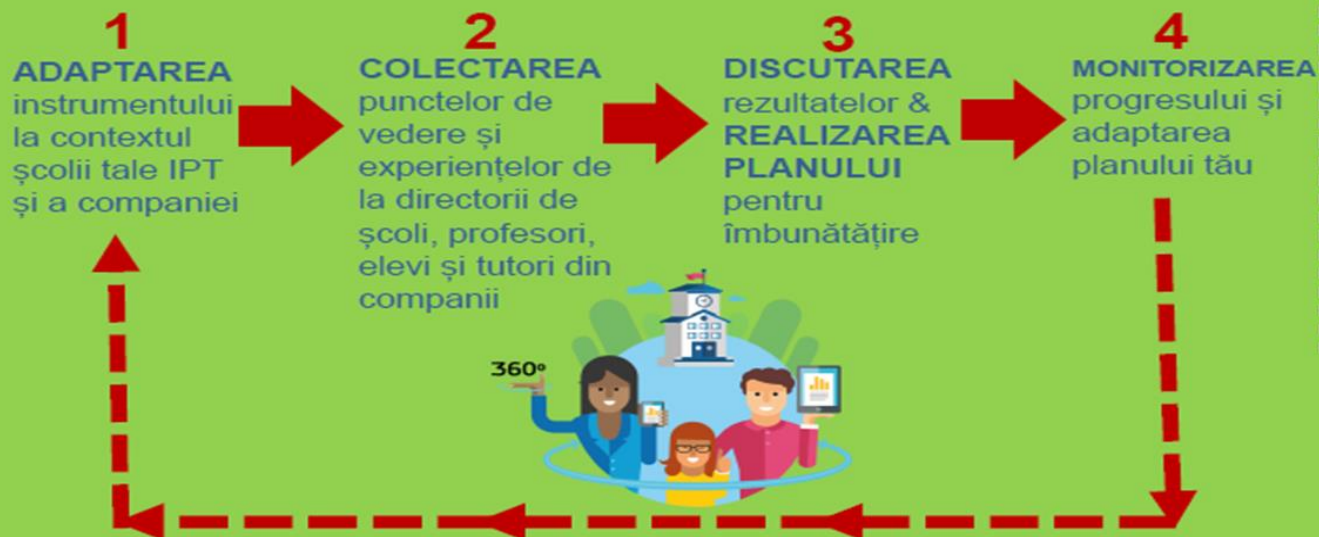 1
ADAPTAREA
instrumentului
la contextul
școlii tale IPT
și a companiei
2
COLECTAREA
punctelor de
vedere și
experiențelor de
la directorii de
școli, profesori,
elevi și tutori din
companii
3
DISCUTAREA
rezultatelor &
REALIZAREA
PLANULUI
pentru
îmbunătățire
4
MONITORIZAREA
progresului și
adaptarea
planului tău
360º